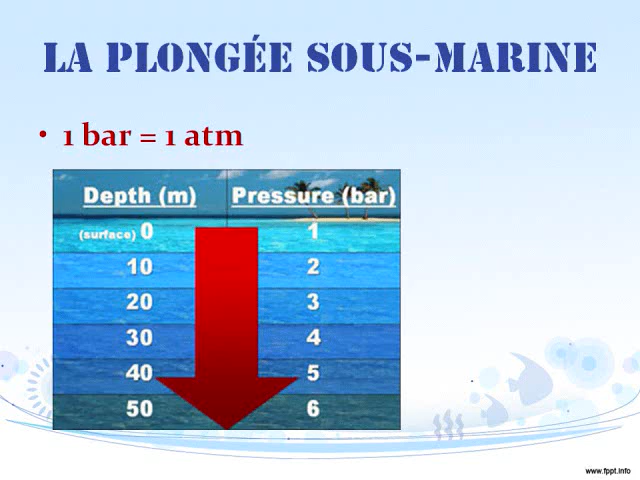 LA PLONGÉE SOUS-MARINE
• 1 bar = 1 atm
Depth (m) Pressure (bar)
(surface) 0 1
10 2
20 3
30 4
40 5
50 6
www.fppt.info